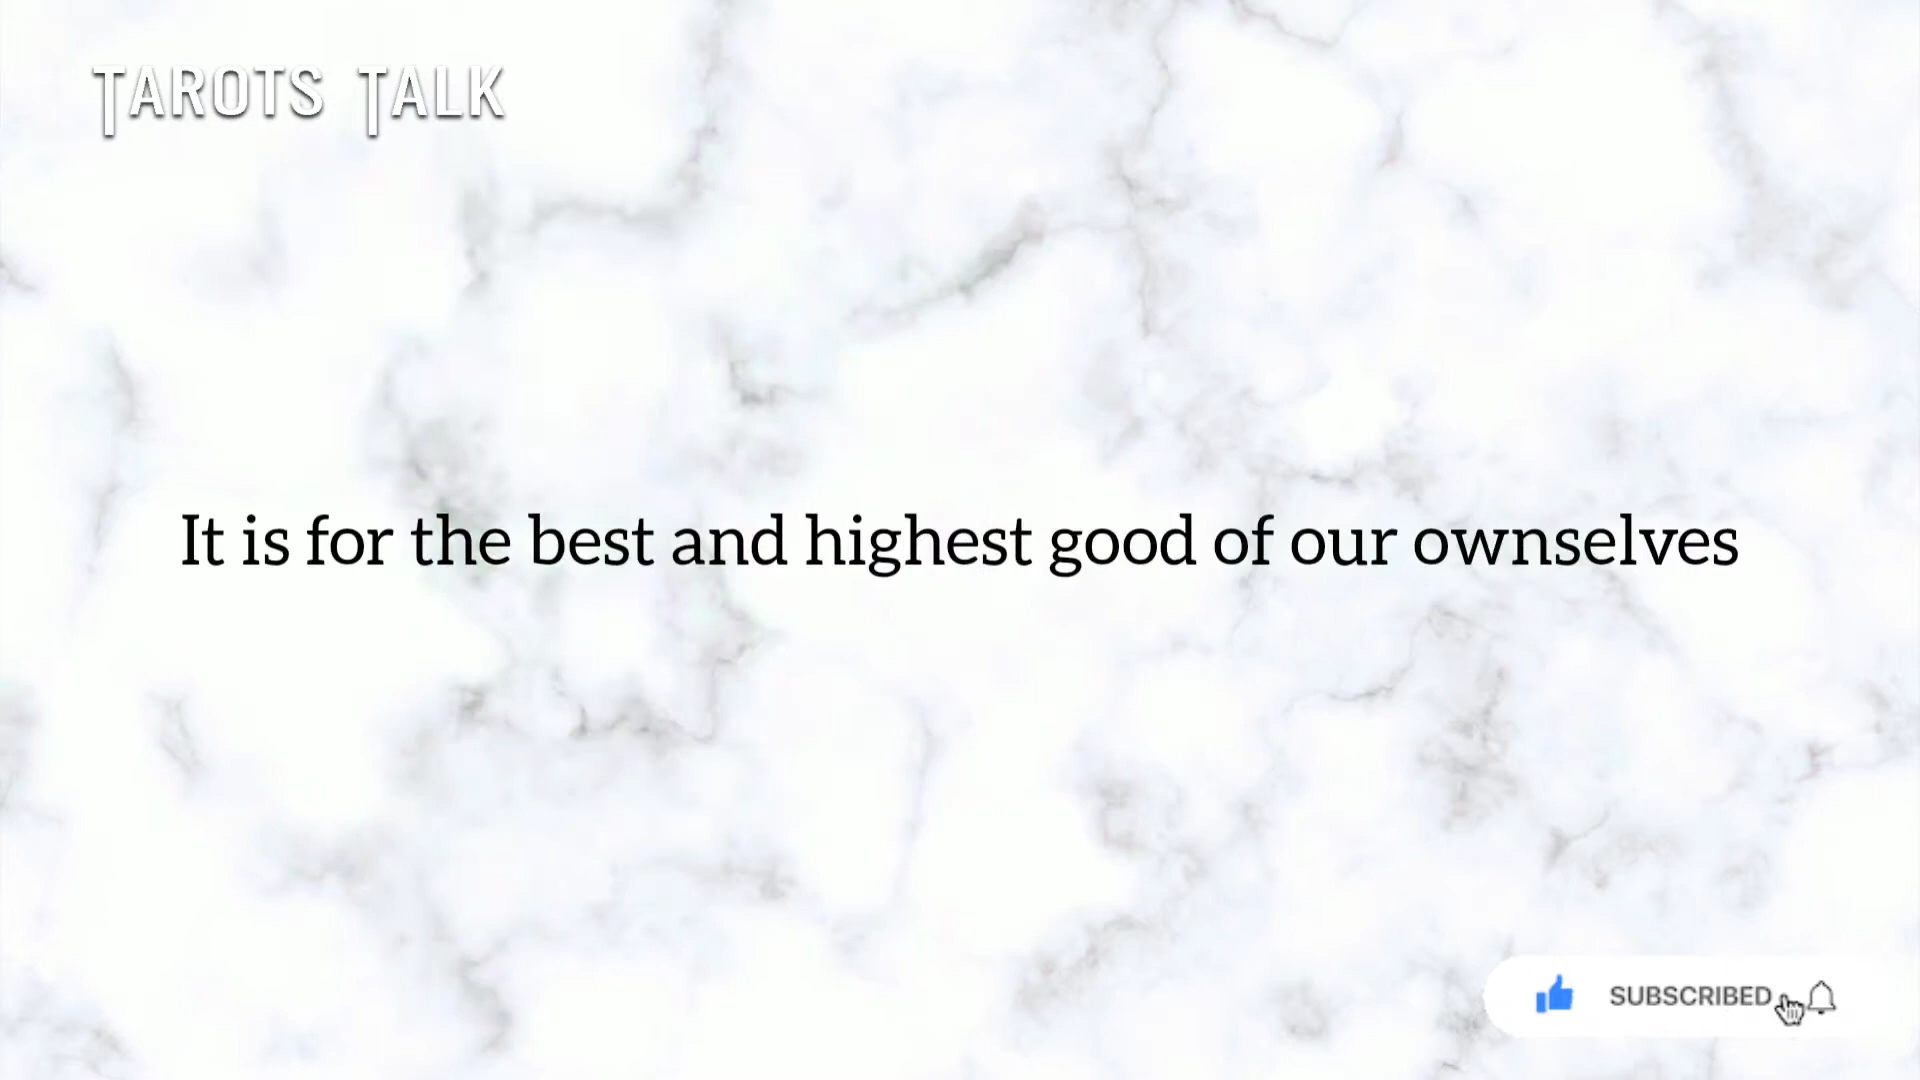 TAROTS TALK
It is for the best and highest good of our ownselves
SUBSCRIBED